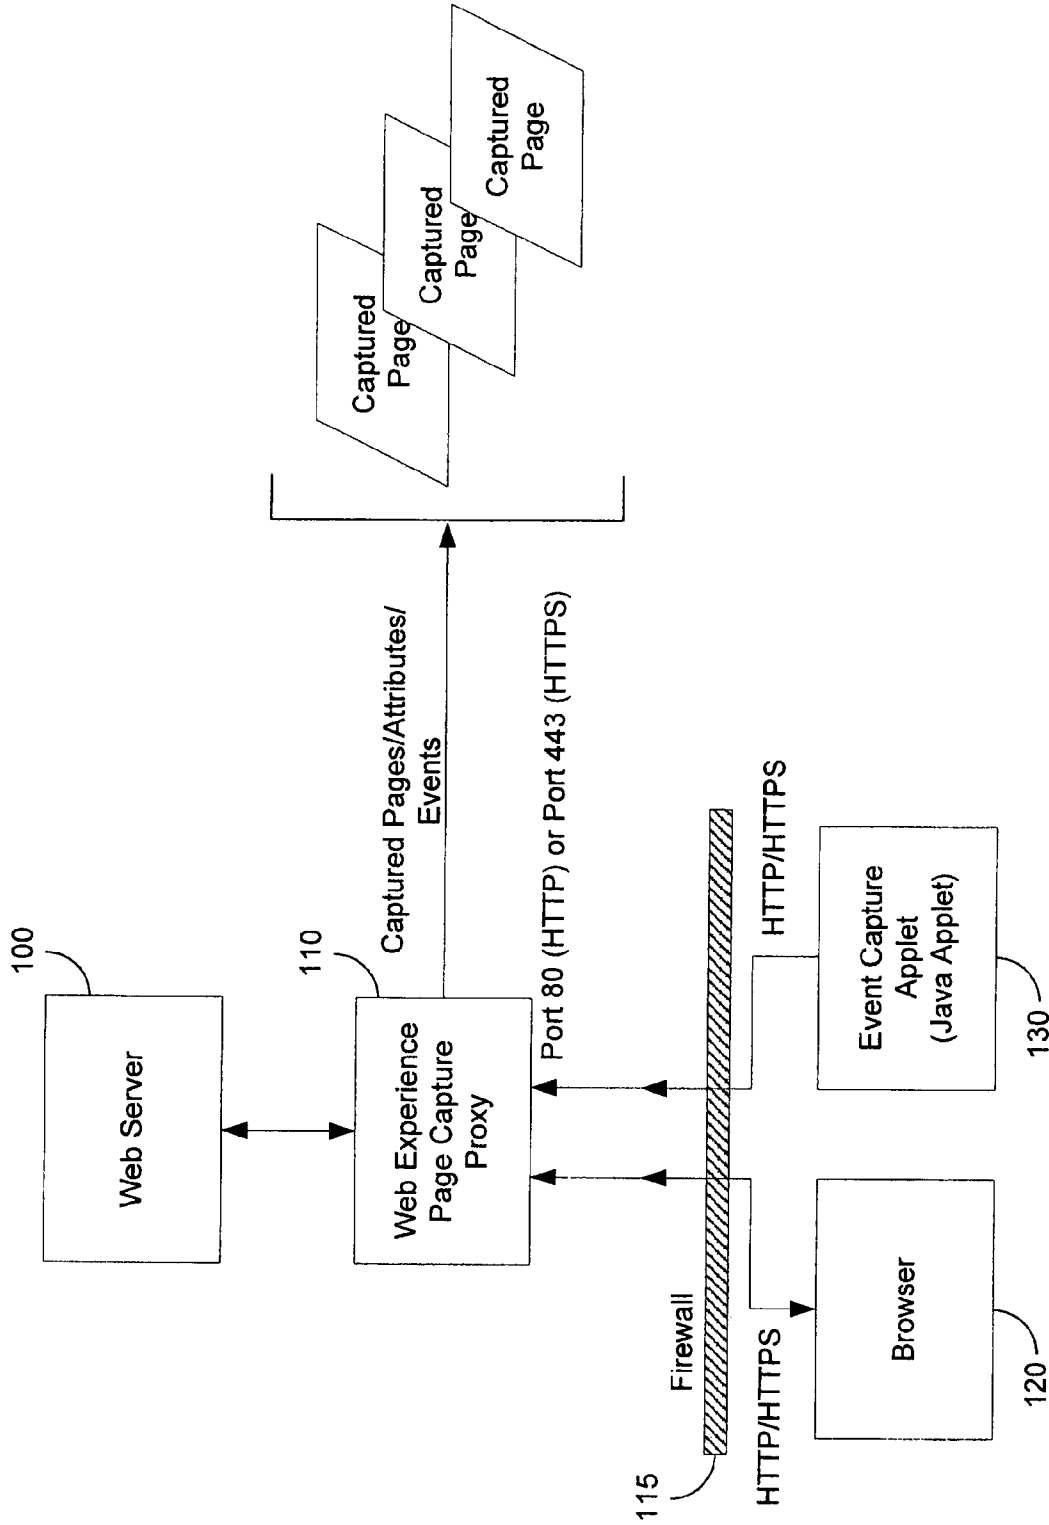 100
Web Server
110
Web Experience
Page Capture
Proxy
Captured Pages/Attributes/
Events
Captured
Page
Captured
Page
Captured
Page
Port 80 (HTTP) or Port 443 (HTTPS)
Firewall
115
HTTP/HTTPS
HTTP/HTTPS
Browser
120
Event Capture
Applet
(Java Applet)
130